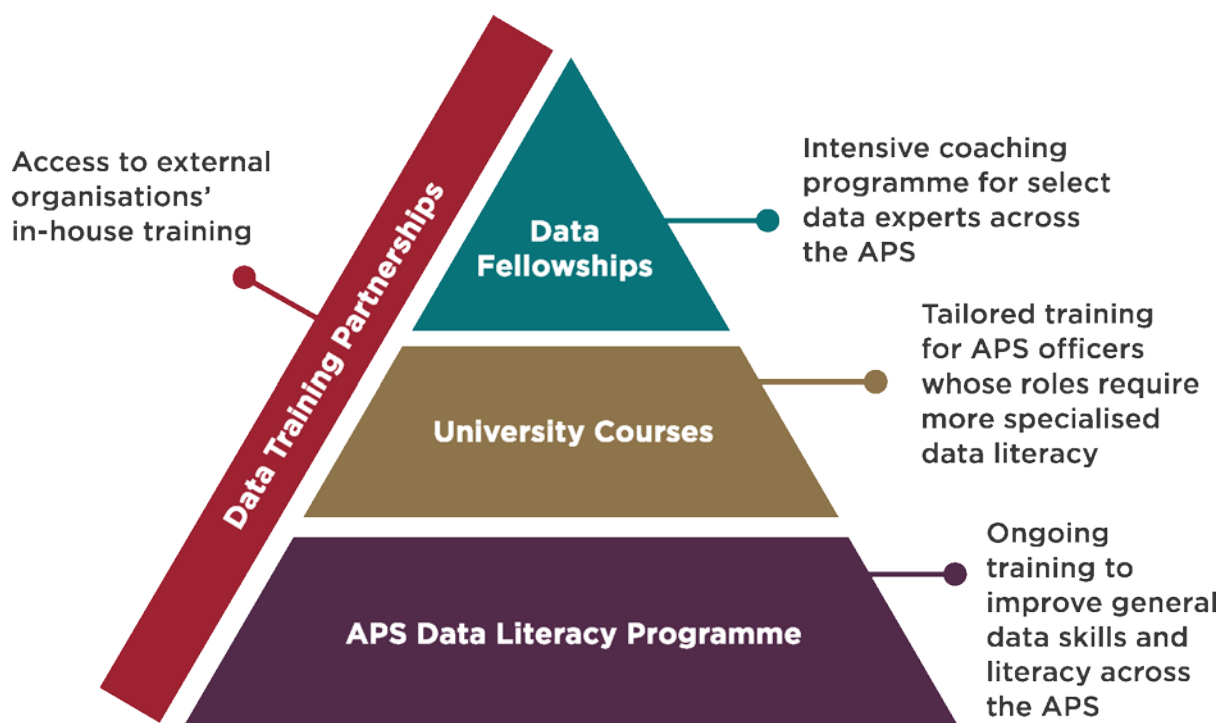 Access to external
organisations'
in-house training
Data Training Partnerships
Data
Fellowships
Intensive coaching
programme for select
data experts across
the APS
University Courses
Tailored training
for APS officers
whose roles require
more specialised
data literacy
APS Data Literacy Programme
Ongoing
training to
improve general
data skills and
literacy across
the APS